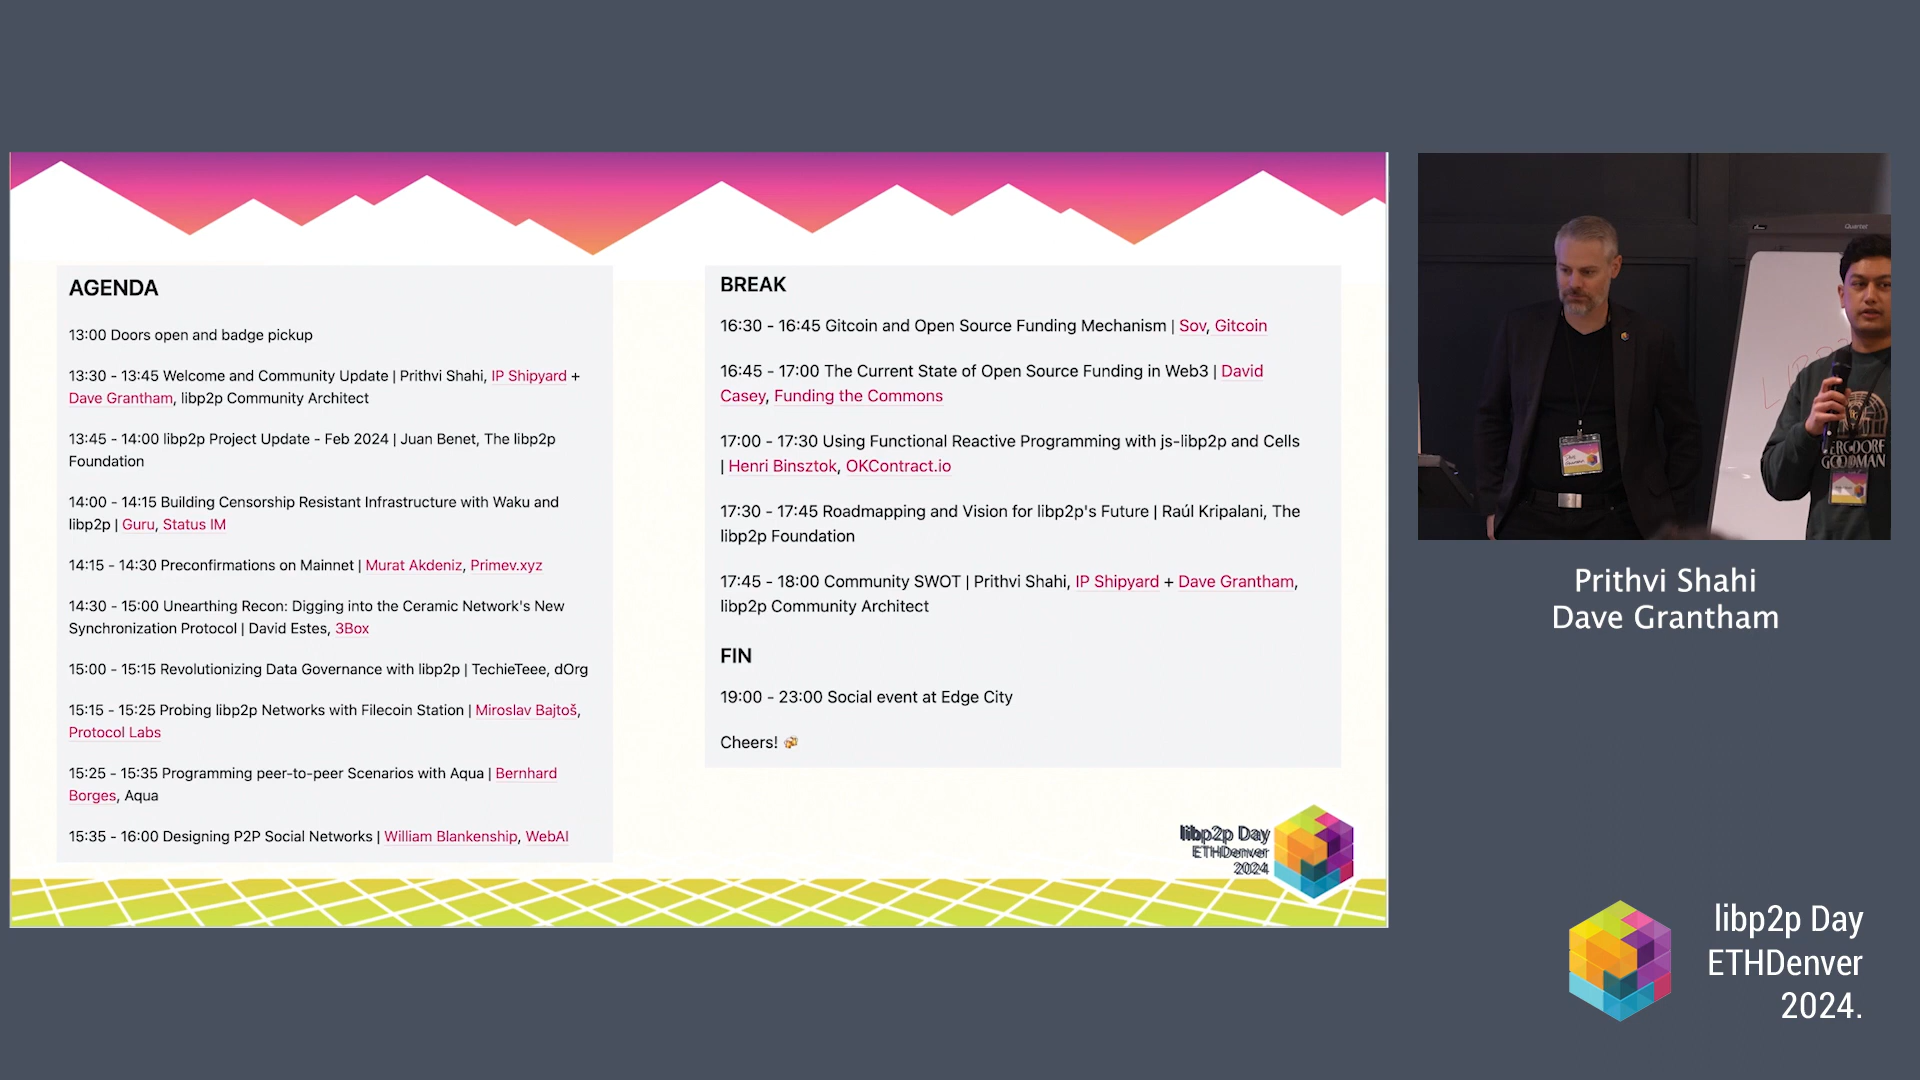 AGENDA
13:00 Doors open and badge pickup
13:30 - 13:45 Welcome and Community Update | Prithvi Shahi, IP Shipyard +
Dave Grantham, libp2p Community Architect
13:45 - 14:00 libp2p Project Update - Feb 2024 | Juan Benet, The libp2p
Foundation
14:00 - 14:15 Building Censorship Resistant Infrastructure with Waku and
libp2p | Guru, Status IM
14:15 - 14:30 Preconfirmations on Mainnet | Murat Akdeniz, Primev.xyz
14:30 - 15:00 Unearthing Recon: Digging into the Ceramic Network's New
Synchronization Protocol | David Estes, 3Box
15:00 - 15:15 Revolutionizing Data Governance with libp2p | TechieTeee, dOrg
15:15 - 15:25 Probing libp2p Networks with Filecoin Station | Miroslav Bajtoš,
Protocol Labs
15:25 - 15:35 Programming peer-to-peer Scenarios with Aqua | Bernhard
Borges, Aqua
15:35 - 16:00 Designing P2P Social Networks | William Blankenship, WebAI
BREAK
16:30 - 16:45 Gitcoin and Open Source Funding Mechanism | Sov, Gitcoin
16:45 - 17:00 The Current State of Open Source Funding in Web3 | David
Casey, Funding the Commons
17:00 - 17:30 Using Functional Reactive Programming with js-libp2p and Cells
| Henri Binsztok, OKContract.io
17:30 - 17:45 Roadmapping and Vision for libp2p's Future | Raúl Kripalani, The
libp2p Foundation
17:45 - 18:00 Community SWOT | Prithvi Shahi, IP Shipyard + Dave Grantham,
libp2p Community Architect
FIN
19:00 - 23:00 Social event at Edge City
Cheers! 🍻
libp2p Day
ETHDenver
2024
Quartet
ERGDORF
GOODMAN
Prithvi Shahi
Dave Grantham
libp2p Day
ETHDenver
2024.